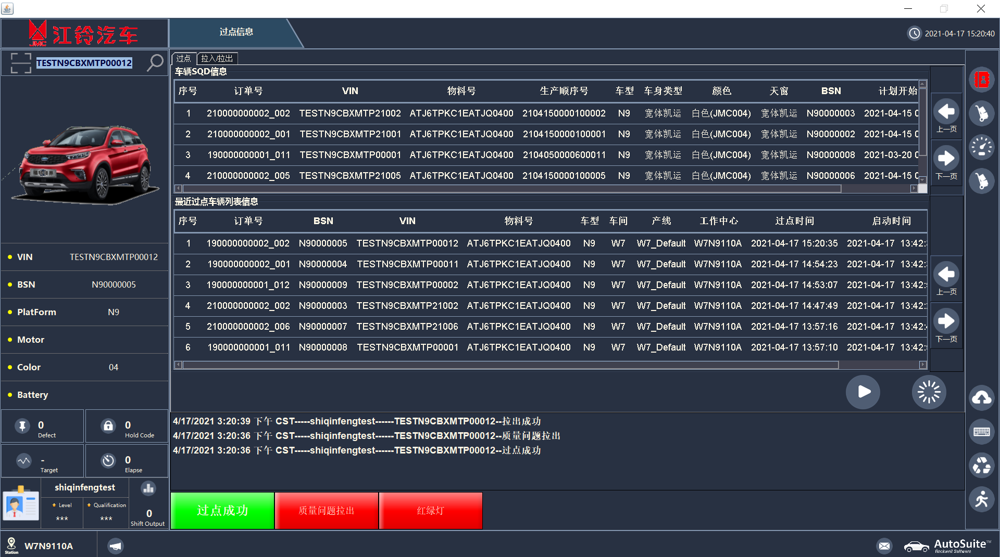 JMC 江铃汽车
过点信息
2021-04-17 15:20:40
TESTN9CBXMTP00012
过点 拉入/拉出
车辆SQD信息
序号 订单号 VIN 物料号 生产顺序号 车型 车身类型 颜色 天窗 BSN 计划开始
1 210000000002_002 TESTN9CBXMTP21002 ATJ6TPKC1EATJQ0400 2104150000100002 N9 宽体凯运 白色(JMC004) 宽体凯运 N90000003 2021-04-15 0
2 210000000002_001 TESTN9CBXMTP21001 ATJ6TPKC1EATJQ0400 2104150000100001 N9 宽体凯运 白色(JMC004) 宽体凯运 N90000002 2021-04-15 0
3 190000000001_011 TESTN9CBXMTP00001 ATJ6TPKC1EATJQ0400 2104050000600011 N9 宽体凯运 白色(JMC004) 宽体凯运 N90000008 2021-03-20 0
4 210000000002_005 TESTN9CBXMTP21005 ATJ6TPKC1EATJQ0400 2104150000100005 N9 宽体凯运 白色(JMC004) 宽体凯运 N90000006 2021-04-15 0
上一页
下一页
最近过点车辆列表信息
序号 订单号 BSN VIN 物料号 车型 车间 产线 工作中心 过点时间 启动时间
1 190000000002_002 N90000005 TESTN9CBXMTP00012 ATJ6TPKC1EATJQ0400 N9 W7 W7_Default W7N9110A 2021-04-17 15:20:35 2021-04-17 13:42:
2 190000000002_001 N90000004 TESTN9CBXMTP00011 ATJ6TPKC1EATJQ0400 N9 W7 W7_Default W7N9110A 2021-04-17 14:54:23 2021-04-17 13:42:
3 190000000001_012 N90000009 TESTN9CBXMTP00002 ATJ6TPKC1EATJQ0400 N9 W7 W7_Default W7N9110A 2021-04-17 14:53:07 2021-04-17 13:42:
4 210000000002_002 N90000003 TESTN9CBXMTP21002 ATJ6TPKC1EATJQ0400 N9 W7 W7_Default W7N9110A 2021-04-17 14:47:49 2021-04-17 13:42:
5 210000000002_006 N90000007 TESTN9CBXMTP21006 ATJ6TPKC1EATJQ0400 N9 W7 W7_Default W7N9110A 2021-04-17 13:57:16 2021-04-17 13:42:
6 190000000001_011 N90000008 TESTN9CBXMTP00001 ATJ6TPKC1EATJQ0400 N9 W7 W7_Default W7N9110A 2021-04-17 13:57:10 2021-04-17 13:42:
上一页
下一页
VIN TESTN9CBXMTP00012
BSN N90000005
PlatForm N9
Motor
Color 04
Battery
0 Defect
0 Hold Code
- Target
0 Elapse
shiqinfengtest
Level Qualification
*** ***
0
Shift Output
4/17/2021 3:20:39 下午 CST-----shiqinfengtest------TESTN9CBXMTP00012--拉出成功
4/17/2021 3:20:36 下午 CST-----shiqinfengtest------TESTN9CBXMTP00012--质量问题拉出
4/17/2021 3:20:36 下午 CST-----shiqinfengtest------TESTN9CBXMTP00012--过点成功
过点成功 质量问题拉出 红绿灯
Station W7N9110A
AutoSuite™
Rockwell Software